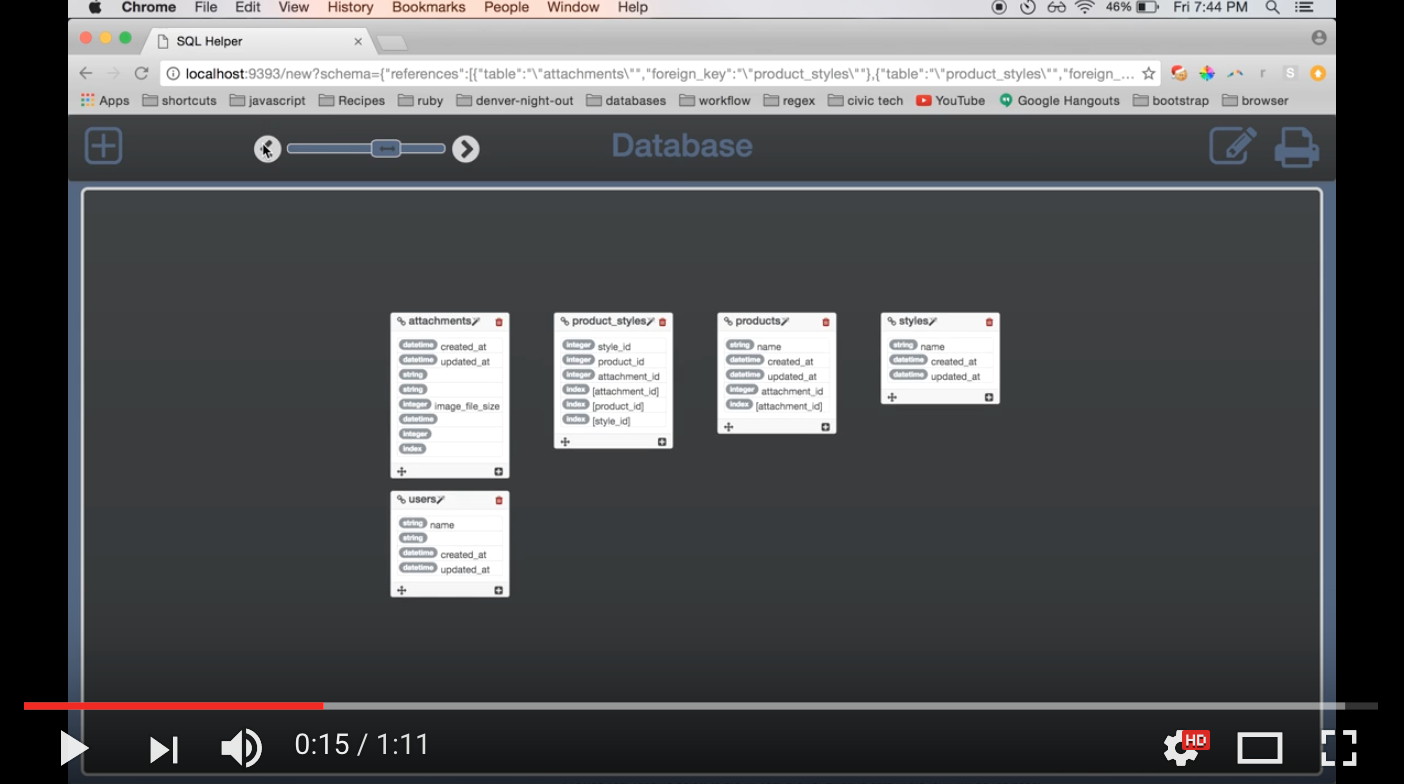 Chrome File Edit View History Bookmarks People Window Help 46% Fri 7:44 PM
SQL Helper
localhost:9393/new?schema={"references":[{"table":"\"attachments\"","foreign_key":"\"product_styles\""},{"table":"\"product_styles\"","foreign_...
Apps shortcuts javascript Recipes ruby denver-night-out databases workflow regex civic tech YouTube Google Hangouts bootstrap browser
Database
attachments
datetime created_at
datetime updated_at
string
string
integer image_file_size
datetime
integer
index
product_styles
integer style_id
integer product_id
integer attachment_id
index [attachment_id]
index [product_id]
index [style_id]
products
string name
datetime created_at
datetime updated_at
integer attachment_id
index [attachment_id]
styles
string name
datetime created_at
datetime updated_at
users
string name
string
datetime created_at
datetime updated_at
0:15 / 1:11
HD